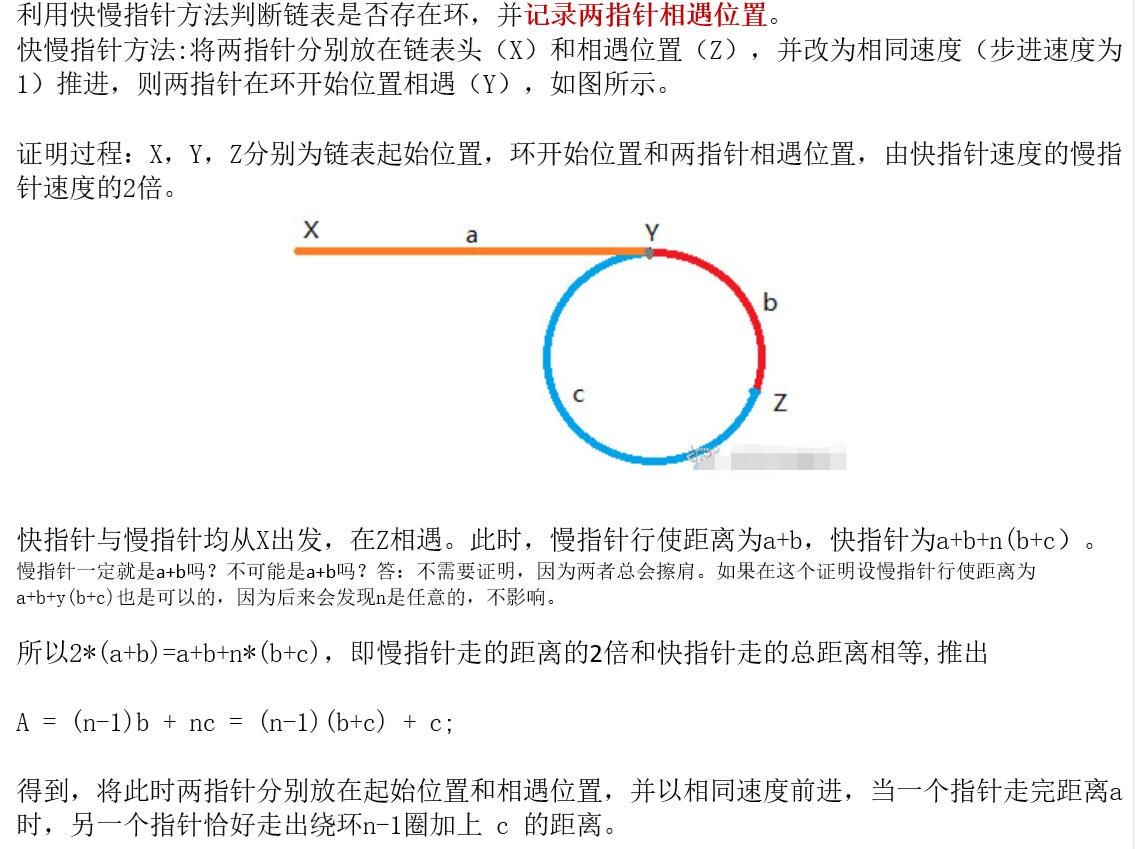 利用快慢指针方法判断链表是否存在环，并记录两指针相遇位置。
快慢指针方法:将两指针分别放在链表头（X）和相遇位置（Z），并改为相同速度（步进速度为
1）推进，则两指针在环开始位置相遇（Y），如图所示。
证明过程：X，Y，Z分别为链表起始位置，环开始位置和两指针相遇位置，由快指针速度的慢指
针速度的2倍。
X
a
Y
b
c
Z
快指针与慢指针均从X出发，在Z相遇。此时，慢指针行使距离为a+b，快指针为a+b+n(b+c）。
慢指针一定就是a+b吗？不可能是a+b吗？答：不需要证明，因为两者总会擦肩。如果在这个证明设慢指针行使距离为
a+b+y(b+c)也是可以的，因为后来会发现n是任意的，不影响。
所以2*(a+b)=a+b+n*(b+c)，即慢指针走的距离的2倍和快指针走的总距离相等,推出
A = (n-1)b + nc = (n-1)(b+c) + c;
得到，将此时两指针分别放在起始位置和相遇位置，并以相同速度前进，当一个指针走完距离a
时，另一个指针恰好走出绕环n-1圈加上 c 的距离。